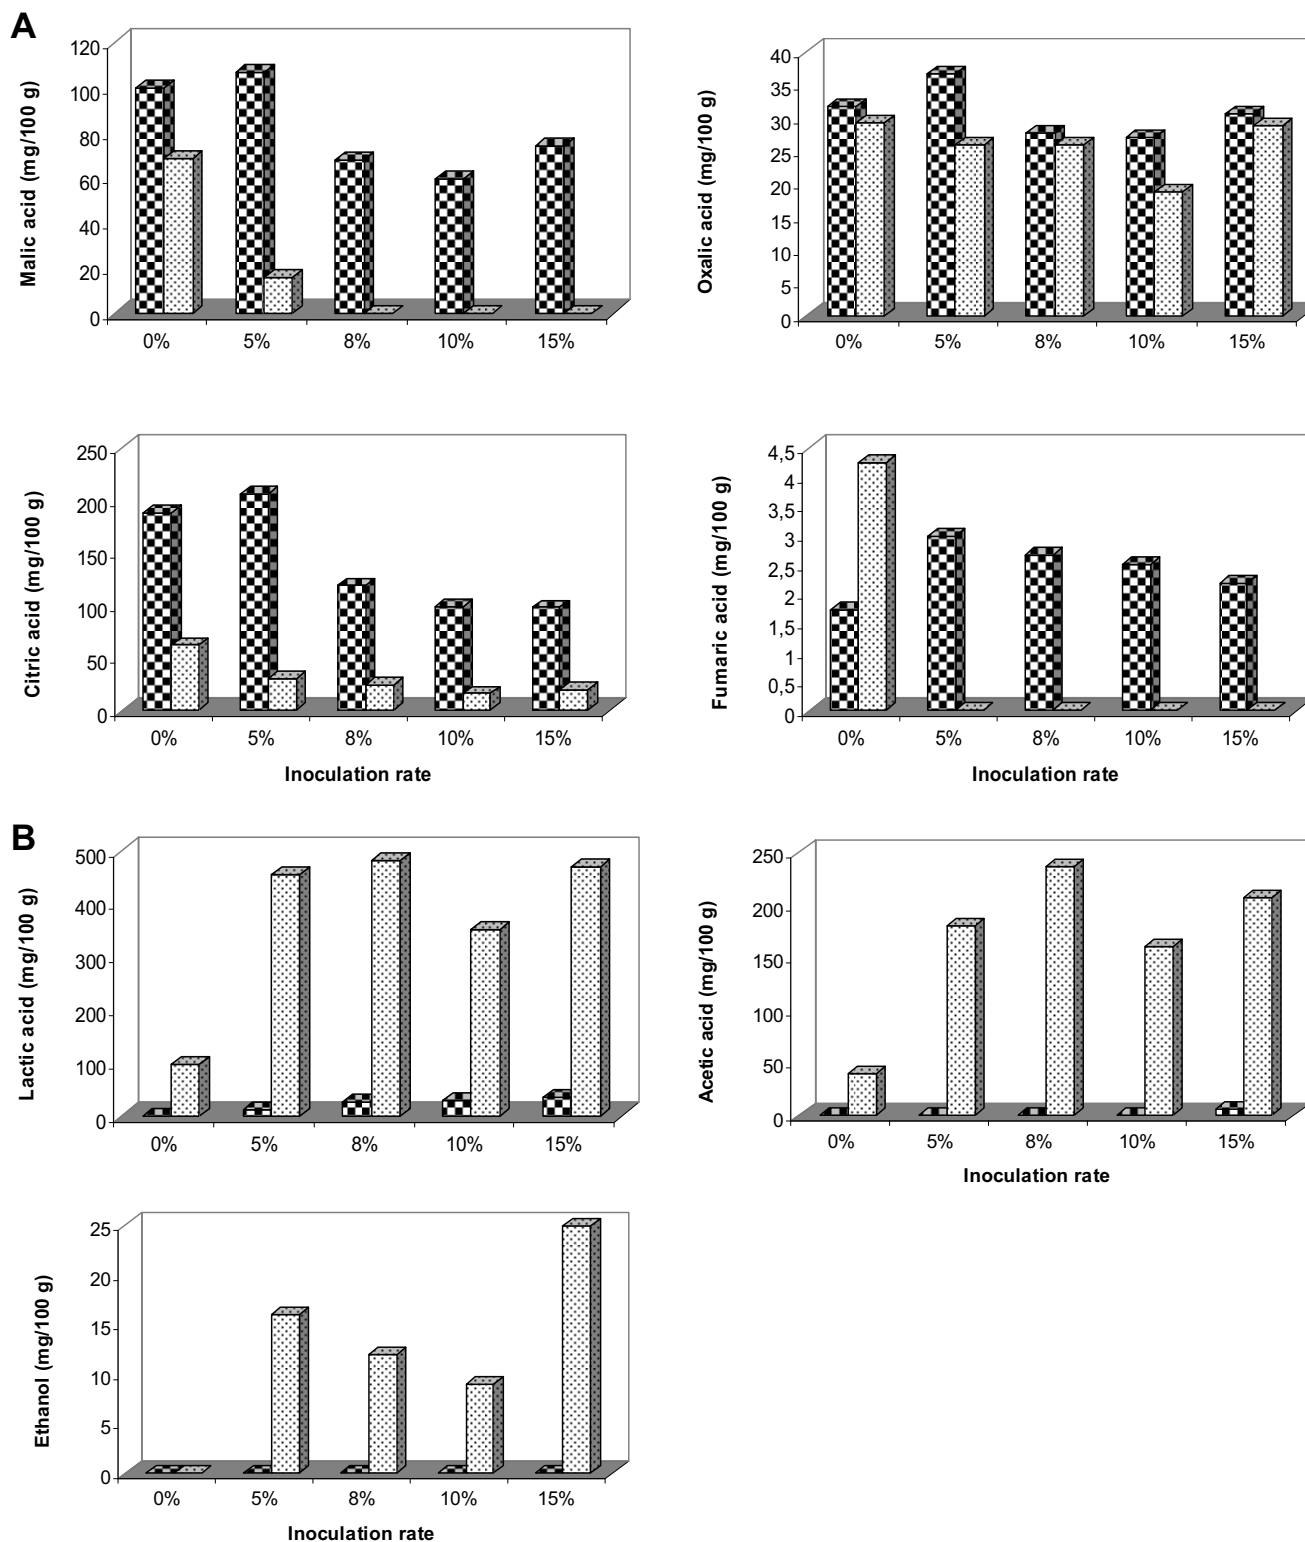 A
Malic acid (mg/100 g)
120
100
80
60
40
20
0
0% 5% 8% 10% 15%
Oxalic acid (mg/100 g)
40
35
30
25
20
15
10
5
0
0% 5% 8% 10% 15%
Citric acid (mg/100 g)
250
200
150
100
50
0
0% 5% 8% 10% 15%
Inoculation rate
Fumaric acid (mg/100 g)
4,5
4
3,5
3
2,5
2
1,5
1
0,5
0
0% 5% 8% 10% 15%
Inoculation rate
B
Lactic acid (mg/100 g)
500
400
300
200
100
0
0% 5% 8% 10% 15%
Acetic acid (mg/100 g)
250
200
150
100
50
0
0% 5% 8% 10% 15%
Inoculation rate
Ethanol (mg/100 g)
25
20
15
10
5
0
0% 5% 8% 10% 15%
Inoculation rate